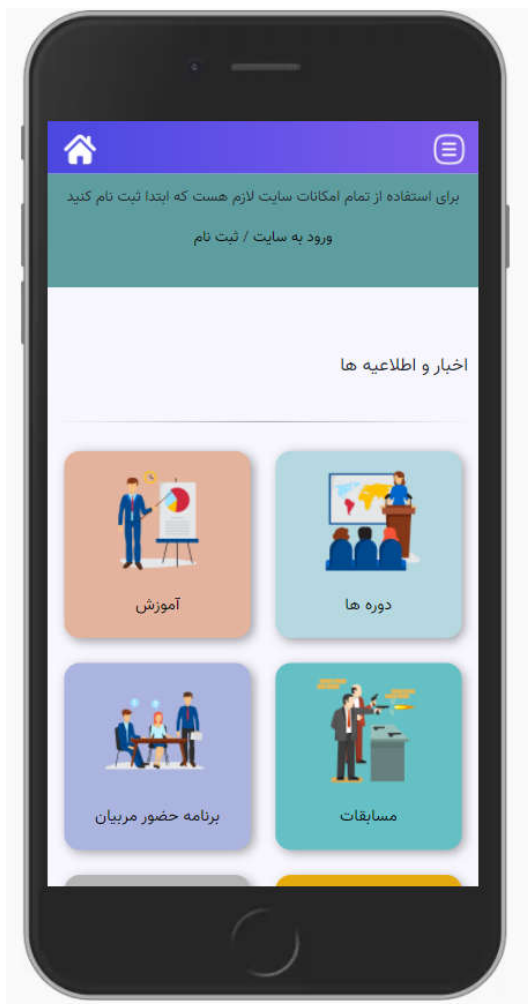 برای استفاده از تمام امکانات سایت لازم هست که ابتدا ثبت نام کنید
ورود به سایت / ثبت نام
اخبار و اطلاعیه ها
دوره ها
آموزش
مسابقات
برنامه حضور مربیان